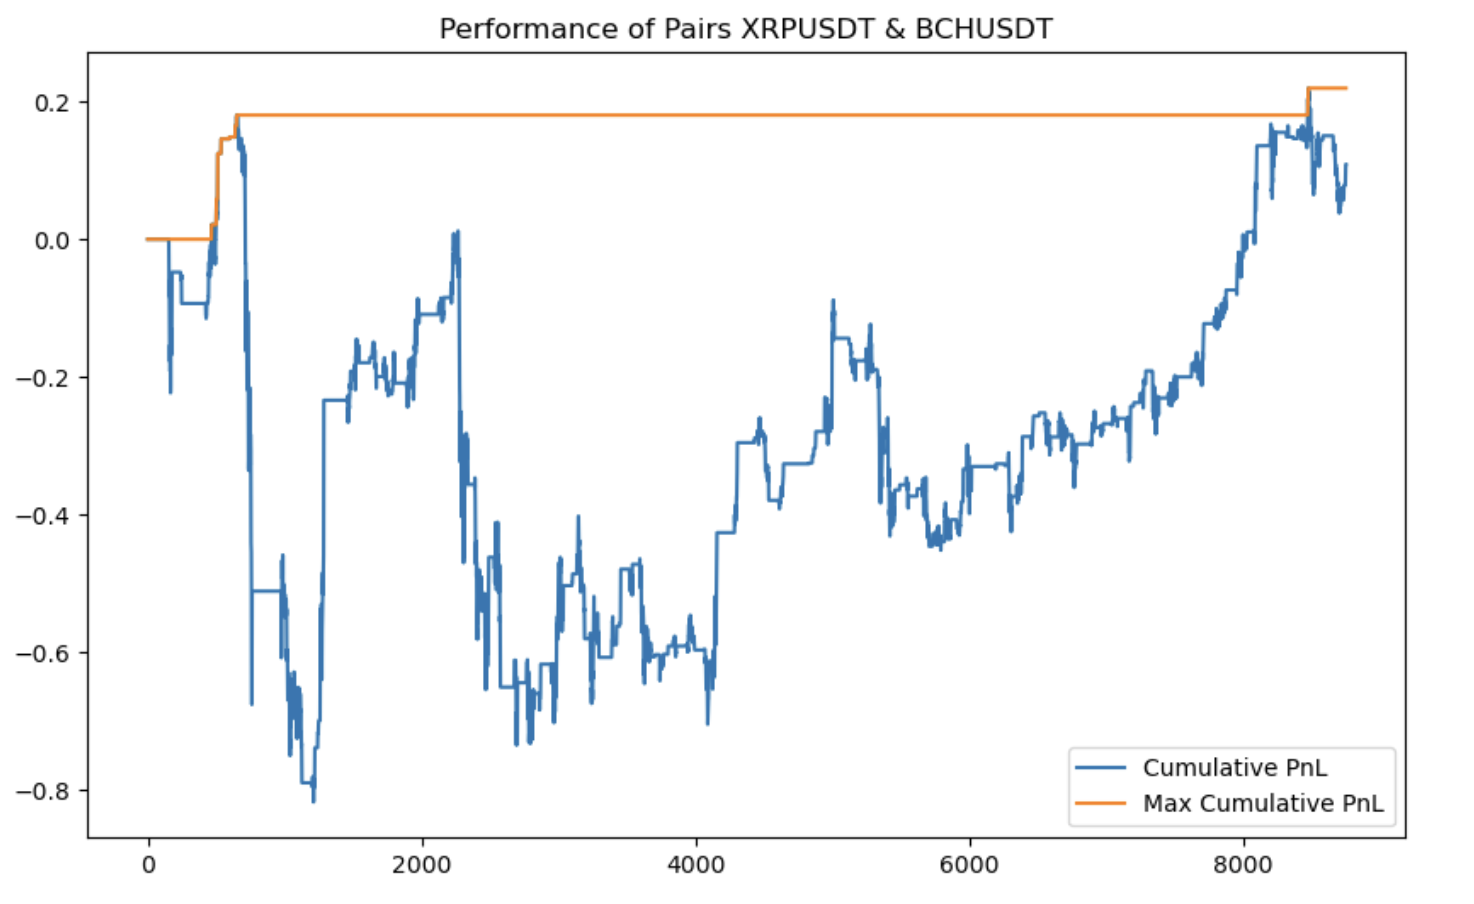 Performance of Pairs XRPUSDT & BCHUSDT
0.2
0.0
−0.2
−0.4
−0.6
−0.8
Cumulative PnL
Max Cumulative PnL
0 2000 4000 6000 8000